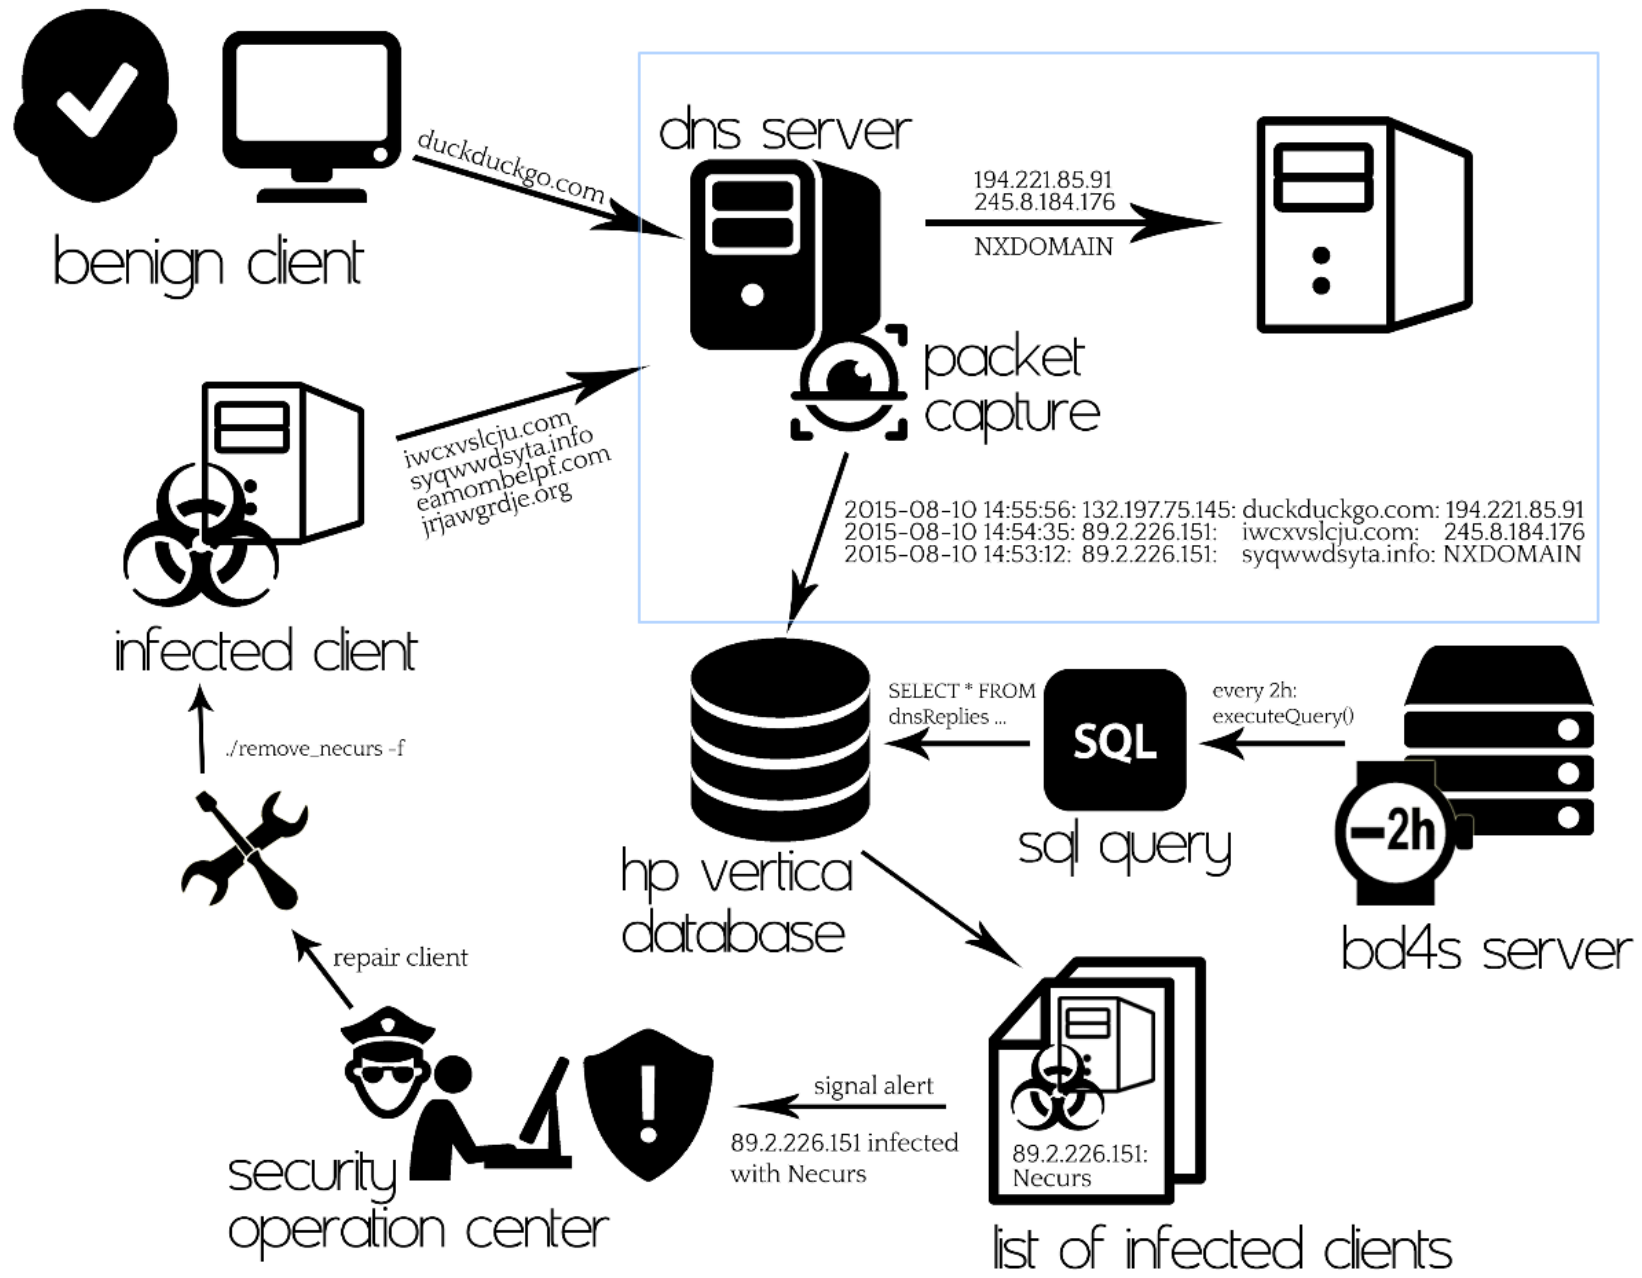 duckduckgo.com
benign client
dns server
194.221.85.91
245.8.184.176
NXDOMAIN
packet
capture
iwcxvslcju.com
syqwwdsyta.info
eamombelpf.com
jrjawgrdje.org
infected client
2015-08-10 14:55:56: 132.197.75.145: duckduckgo.com: 194.221.85.91
2015-08-10 14:54:35: 89.2.226.151: iwcxvslcju.com: 245.8.184.176
2015-08-10 14:53:12: 89.2.226.151: syqwwdsyta.info: NXDOMAIN
SELECT * FROM
dnsReplies ...
SQL
sql query
every 2h:
executeQuery()
-2h
bd4s server
hp vertica
database
./remove_necurs -f
repair client
security
operation center
signal alert
89.2.226.151 infected
with Necurs
89.2.226.151:
Necurs
list of infected clients